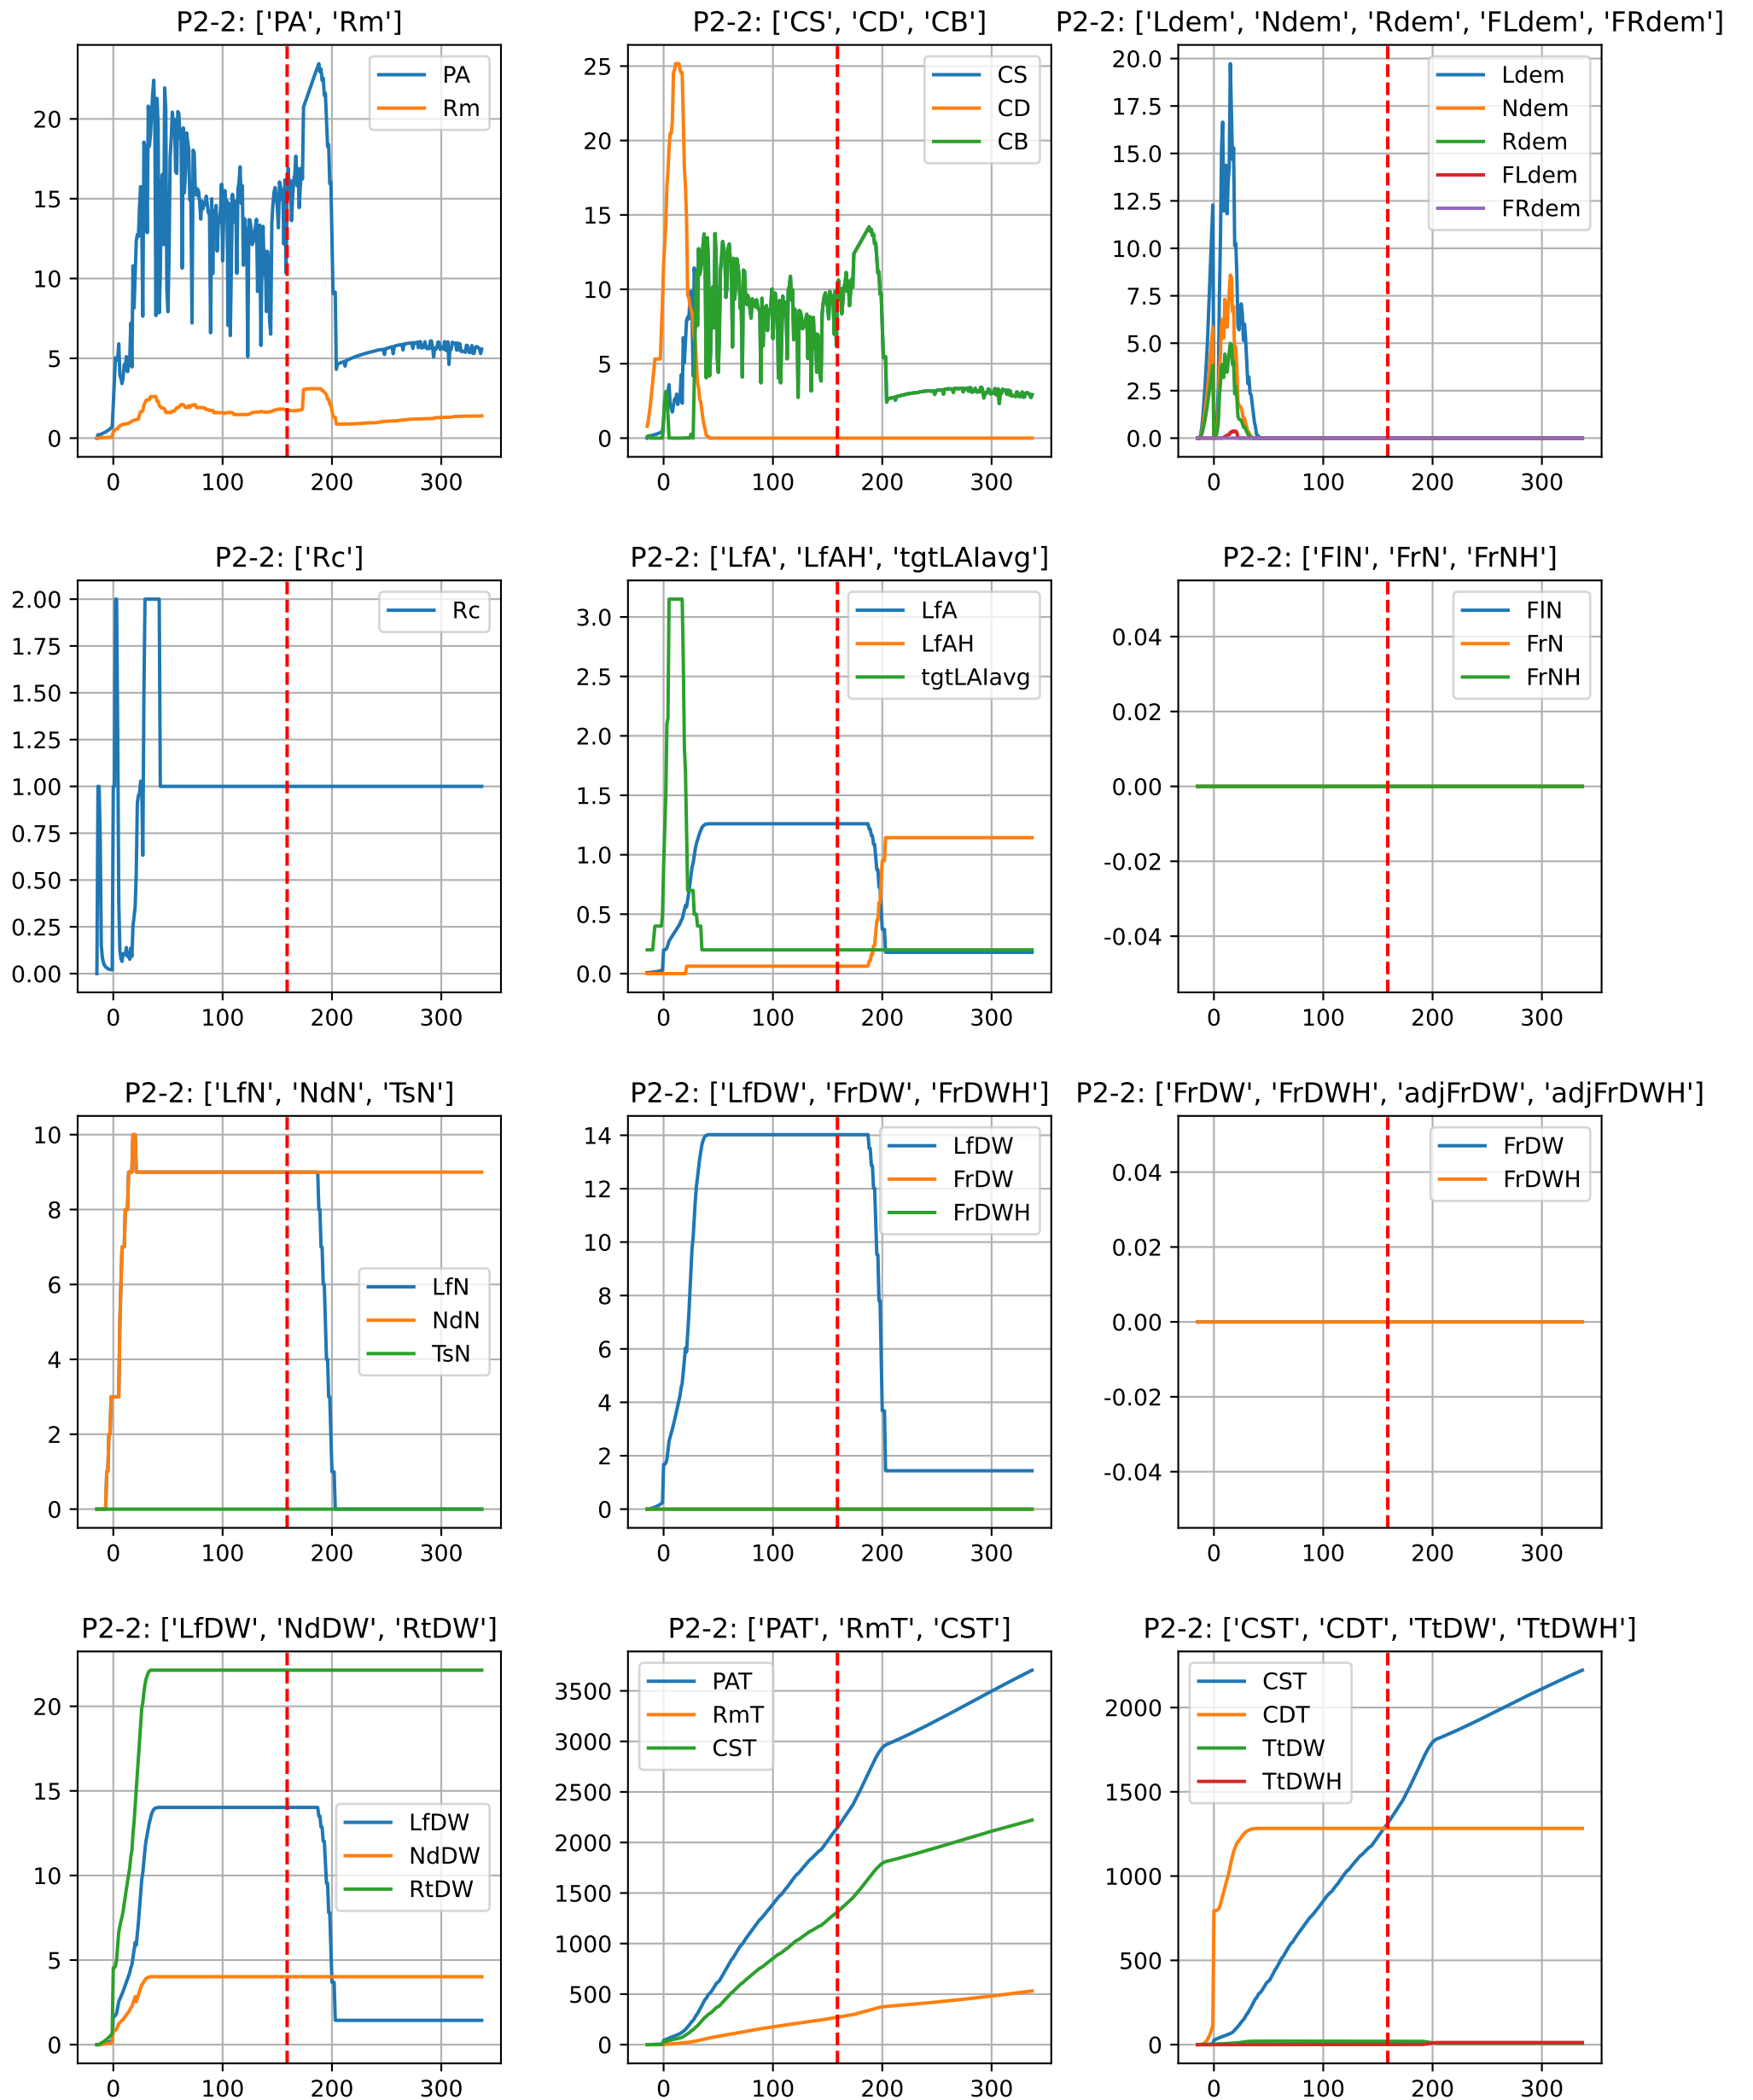 P2-2: ['PA', 'Rm']
PA
Rm
20
15
10
5
0
0 100 200 300
P2-2: ['CS', 'CD', 'CB']
CS
CD
CB
25
20
15
10
5
0
0 100 200 300
P2-2: ['Ldem', 'Ndem', 'Rdem', 'FLdem', 'FRdem']
Ldem
Ndem
Rdem
FLdem
FRdem
20.0
17.5
15.0
12.5
10.0
7.5
5.0
2.5
0.0
0 100 200 300
P2-2: ['Rc']
Rc
2.00
1.75
1.50
1.25
1.00
0.75
0.50
0.25
0.00
0 100 200 300
P2-2: ['LfA', 'LfAH', 'tgtLAIavg']
LfA
LfAH
tgtLAIavg
3.0
2.5
2.0
1.5
1.0
0.5
0.0
0 100 200 300
P2-2: ['FlN', 'FrN', 'FrNH']
FlN
FrN
FrNH
0.04
0.02
0.00
-0.02
-0.04
0 100 200 300
P2-2: ['LfN', 'NdN', 'TsN']
LfN
NdN
TsN
10
8
6
4
2
0
0 100 200 300
P2-2: ['LfDW', 'FrDW', 'FrDWH']
LfDW
FrDW
FrDWH
14
12
10
8
6
4
2
0
0 100 200 300
P2-2: ['FrDW', 'FrDWH', 'adjFrDW', 'adjFrDWH']
FrDW
FrDWH
0.04
0.02
0.00
-0.02
-0.04
0 100 200 300
P2-2: ['LfDW', 'NdDW', 'RtDW']
LfDW
NdDW
RtDW
20
15
10
5
0
0 100 200 300
P2-2: ['PAT', 'RmT', 'CST']
PAT
RmT
CST
3500
3000
2500
2000
1500
1000
500
0
0 100 200 300
P2-2: ['CST', 'CDT', 'TtDW', 'TtDWH']
CST
CDT
TtDW
TtDWH
2000
1500
1000
500
0
0 100 200 300